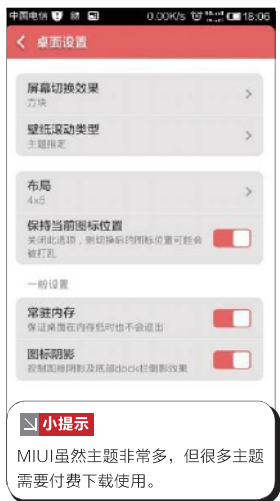 中国电信 0.00K/s 18:06
桌面设置
屏幕切换效果
方块
壁纸滚动类型
主题指定
布局
4x5
保持当前图标位置
关闭此选项，则切换后的图标位置可能会
被打乱
一般设置
常驻内存
保证桌面在内存低时也不会退出
图标阴影
控制图标阴影及底部dock栏倒影效果
小提示
MIUI虽然主题非常多，但很多主题
需要付费下载使用。